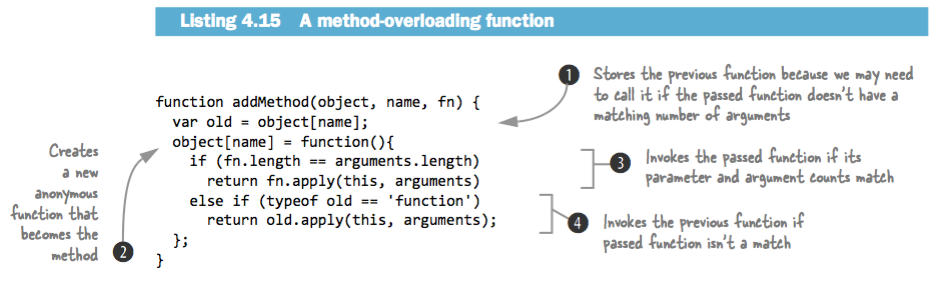 Listing 4.15 A method-overloading function
1 Stores the previous function because we may need
to call it if the passed function doesn't have a
matching number of arguments
function addMethod(object, name, fn) {
var old = object[name];
object[name] = function(){
if (fn.length == arguments.length)
return fn.apply(this, arguments)
else if (typeof old == 'function')
return old.apply(this, arguments);
};
}
Creates
a new
anonymous
function that
becomes the
method 2
3 Invokes the passed function if its
parameter and argument counts match
4 Invokes the previous function if
passed function isn't a match